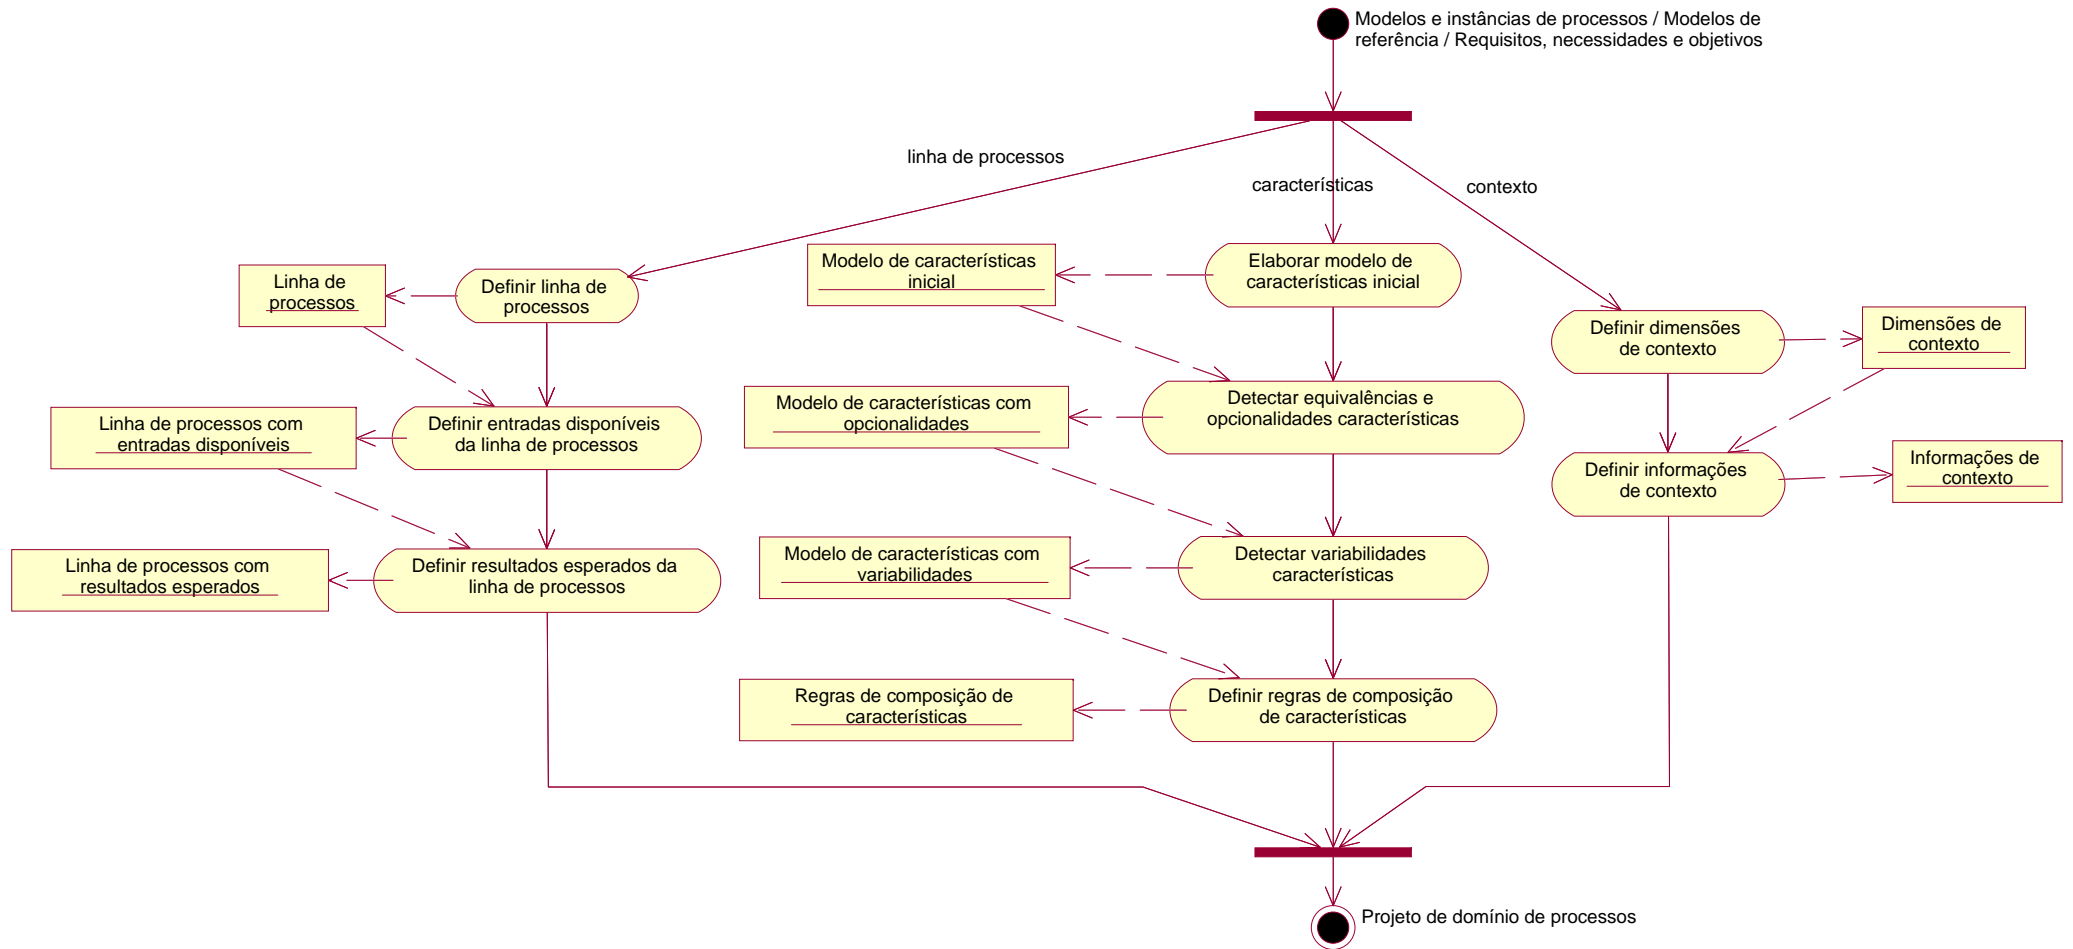 Modelos e instâncias de processos / Modelos de
referência / Requisitos, necessidades e objetivos
linha de processos
características
contexto
Linha de
processos
Definir linha de
processos
Modelo de características
inicial
Elaborar modelo de
características inicial
Definir dimensões
de contexto
Dimensões de
contexto
Linha de processos com
entradas disponíveis
Definir entradas disponíveis
da linha de processos
Modelo de características com
opcionalidades
Detectar equivalências e
opcionalidades características
Definir informações
de contexto
Informações de
contexto
Linha de processos com
resultados esperados
Definir resultados esperados da
linha de processos
Modelo de características com
variabilidades
Detectar variabilidades
características
Regras de composição de
características
Definir regras de composição
de características
Projeto de domínio de processos